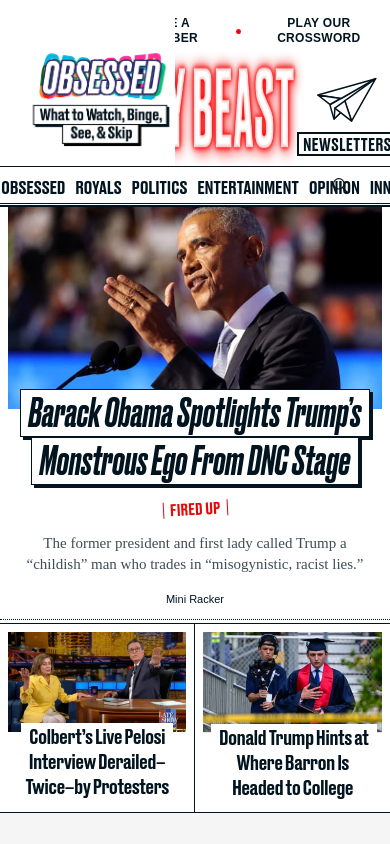 E A
BER
PLAY OUR
CROSSWORD
OBSESSED
What to Watch, Binge,
See, & Skip
Y BEAST
NEWSLETTERS
OBSESSED ROYALS POLITICS ENTERTAINMENT OPINION INN
Barack Obama Spotlights Trump’s
Monstrous Ego From DNC Stage
FIRED UP
The former president and first lady called Trump a
“childish” man who trades in “misogynistic, racist lies.”
Mini Racker
Colbert’s Live Pelosi
Interview Derailed—
Twice—by Protesters
Donald Trump Hints at
Where Barron Is
Headed to College